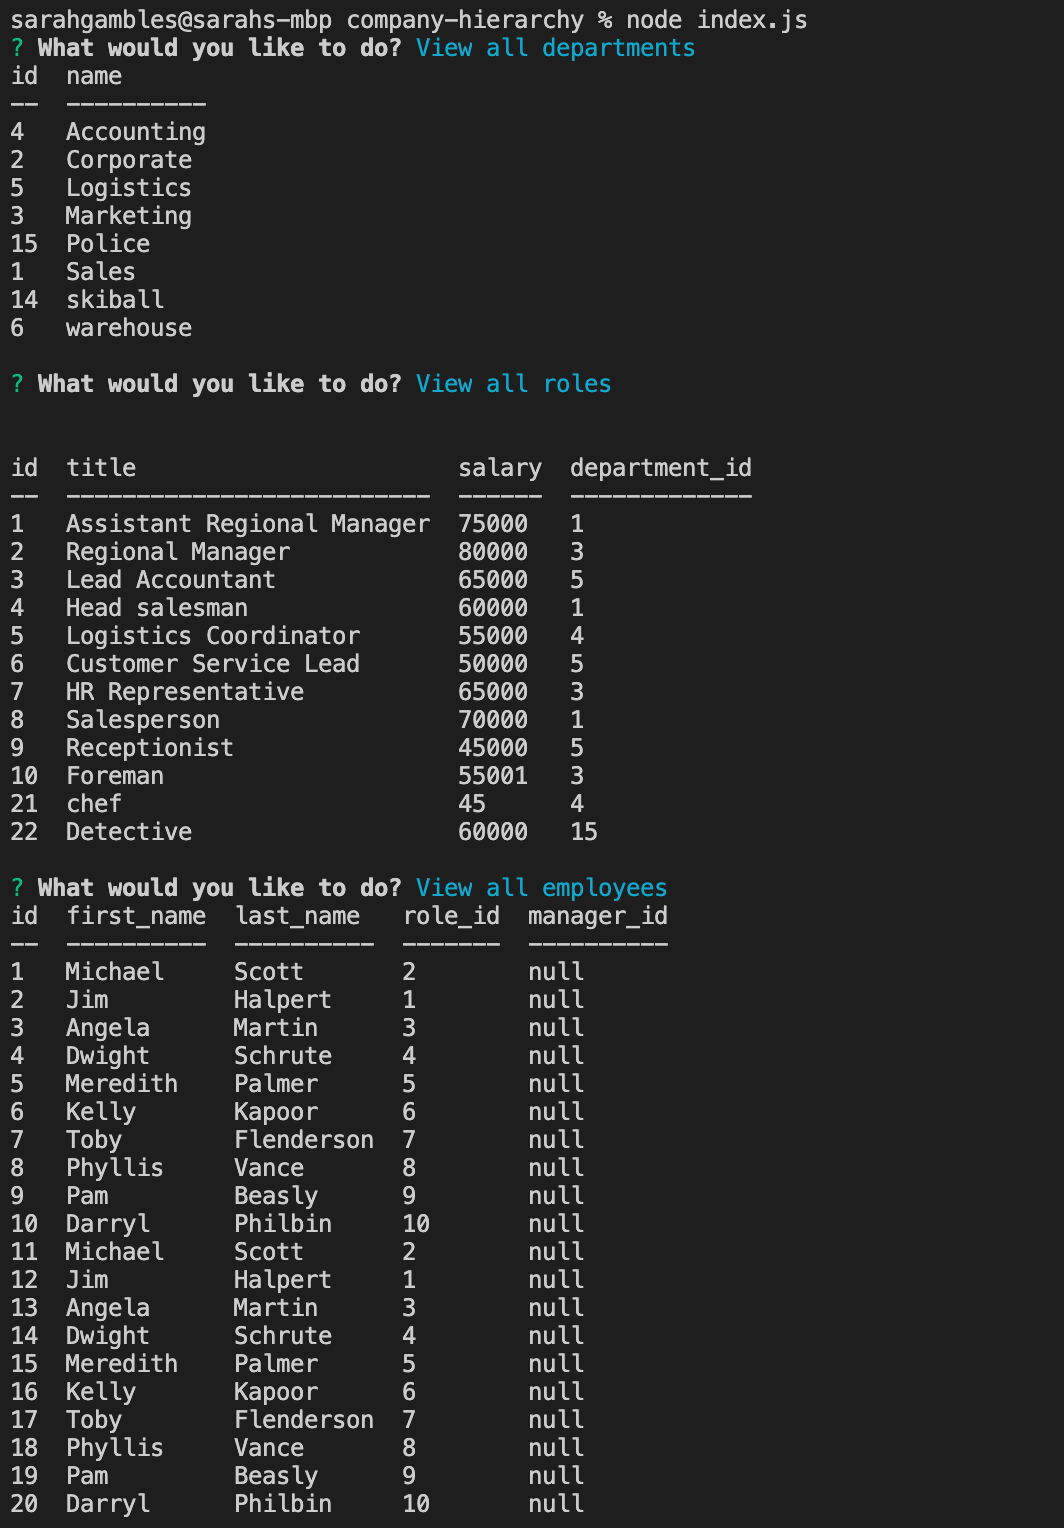 sarahgambles@sarahs-mbp company-hierarchy % node index.js
? What would you like to do? View all departments
id  name
--  ----------
4   Accounting
2   Corporate
5   Logistics
3   Marketing
15  Police
1   Sales
14  skiball
6   warehouse
? What would you like to do? View all roles
id  title                       salary  department_id
--  --------------------------  ------  -------------
1   Assistant Regional Manager  75000   1
2   Regional Manager            80000   3
3   Lead Accountant             65000   5
4   Head salesman               60000   1
5   Logistics Coordinator       55000   4
6   Customer Service Lead       50000   5
7   HR Representative           65000   3
8   Salesperson                 70000   1
9   Receptionist                45000   5
10  Foreman                     55001   3
21  chef                        45      4
22  Detective                   60000   15
? What would you like to do? View all employees
id  first_name  last_name   role_id  manager_id
--  ----------  ----------  -------  ----------
1   Michael     Scott       2        null
2   Jim         Halpert     1        null
3   Angela      Martin      3        null
4   Dwight      Schrute     4        null
5   Meredith    Palmer      5        null
6   Kelly       Kapoor      6        null
7   Toby        Flenderson  7        null
8   Phyllis     Vance       8        null
9   Pam         Beasly      9        null
10  Darryl      Philbin     10       null
11  Michael     Scott       2        null
12  Jim         Halpert     1        null
13  Angela      Martin      3        null
14  Dwight      Schrute     4        null
15  Meredith    Palmer      5        null
16  Kelly       Kapoor      6        null
17  Toby        Flenderson  7        null
18  Phyllis     Vance       8        null
19  Pam         Beasly      9        null
20  Darryl      Philbin     10       null